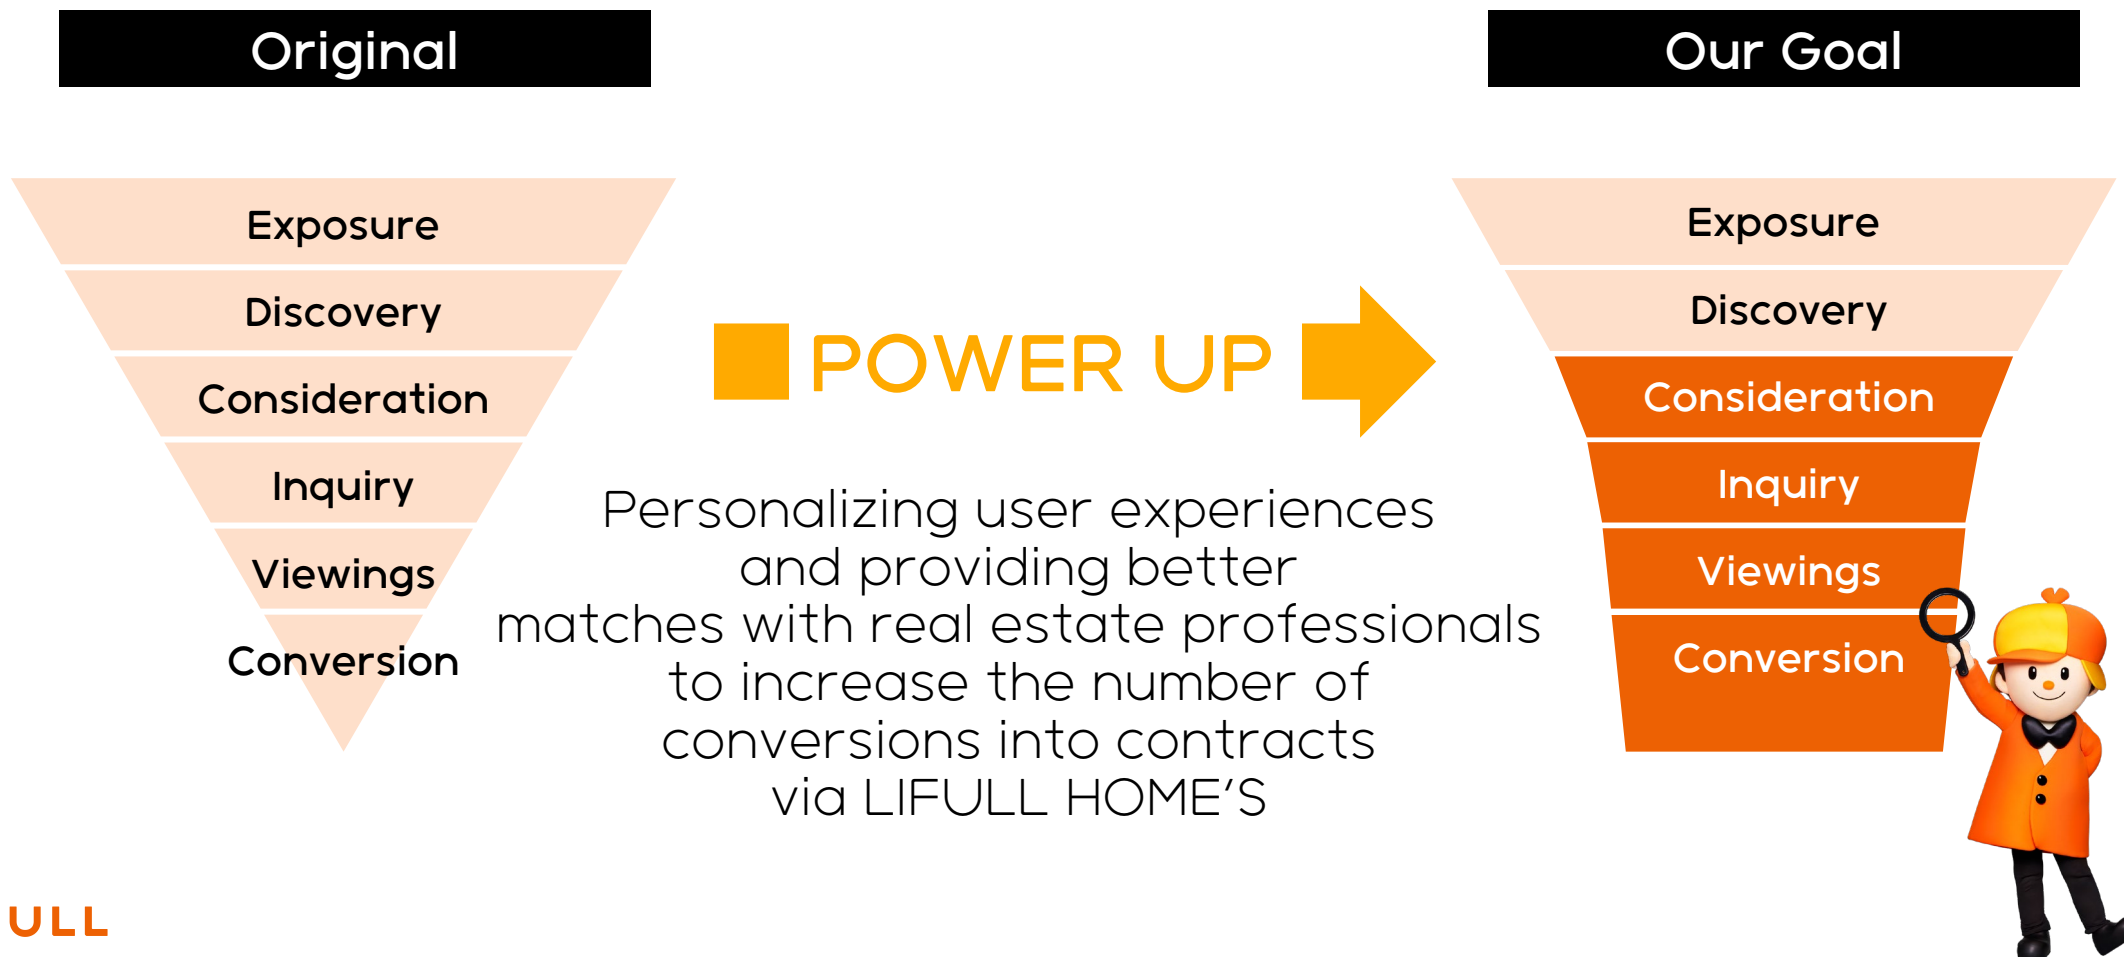 Original
Exposure
Discovery
Consideration
Inquiry
Viewings
Conversion
POWER UP
Personalizing user experiences
and providing better
matches with real estate professionals
to increase the number of
conversions into contracts
via LIFULL HOME’S
Our Goal
Exposure
Discovery
Consideration
Inquiry
Viewings
Conversion
ULL